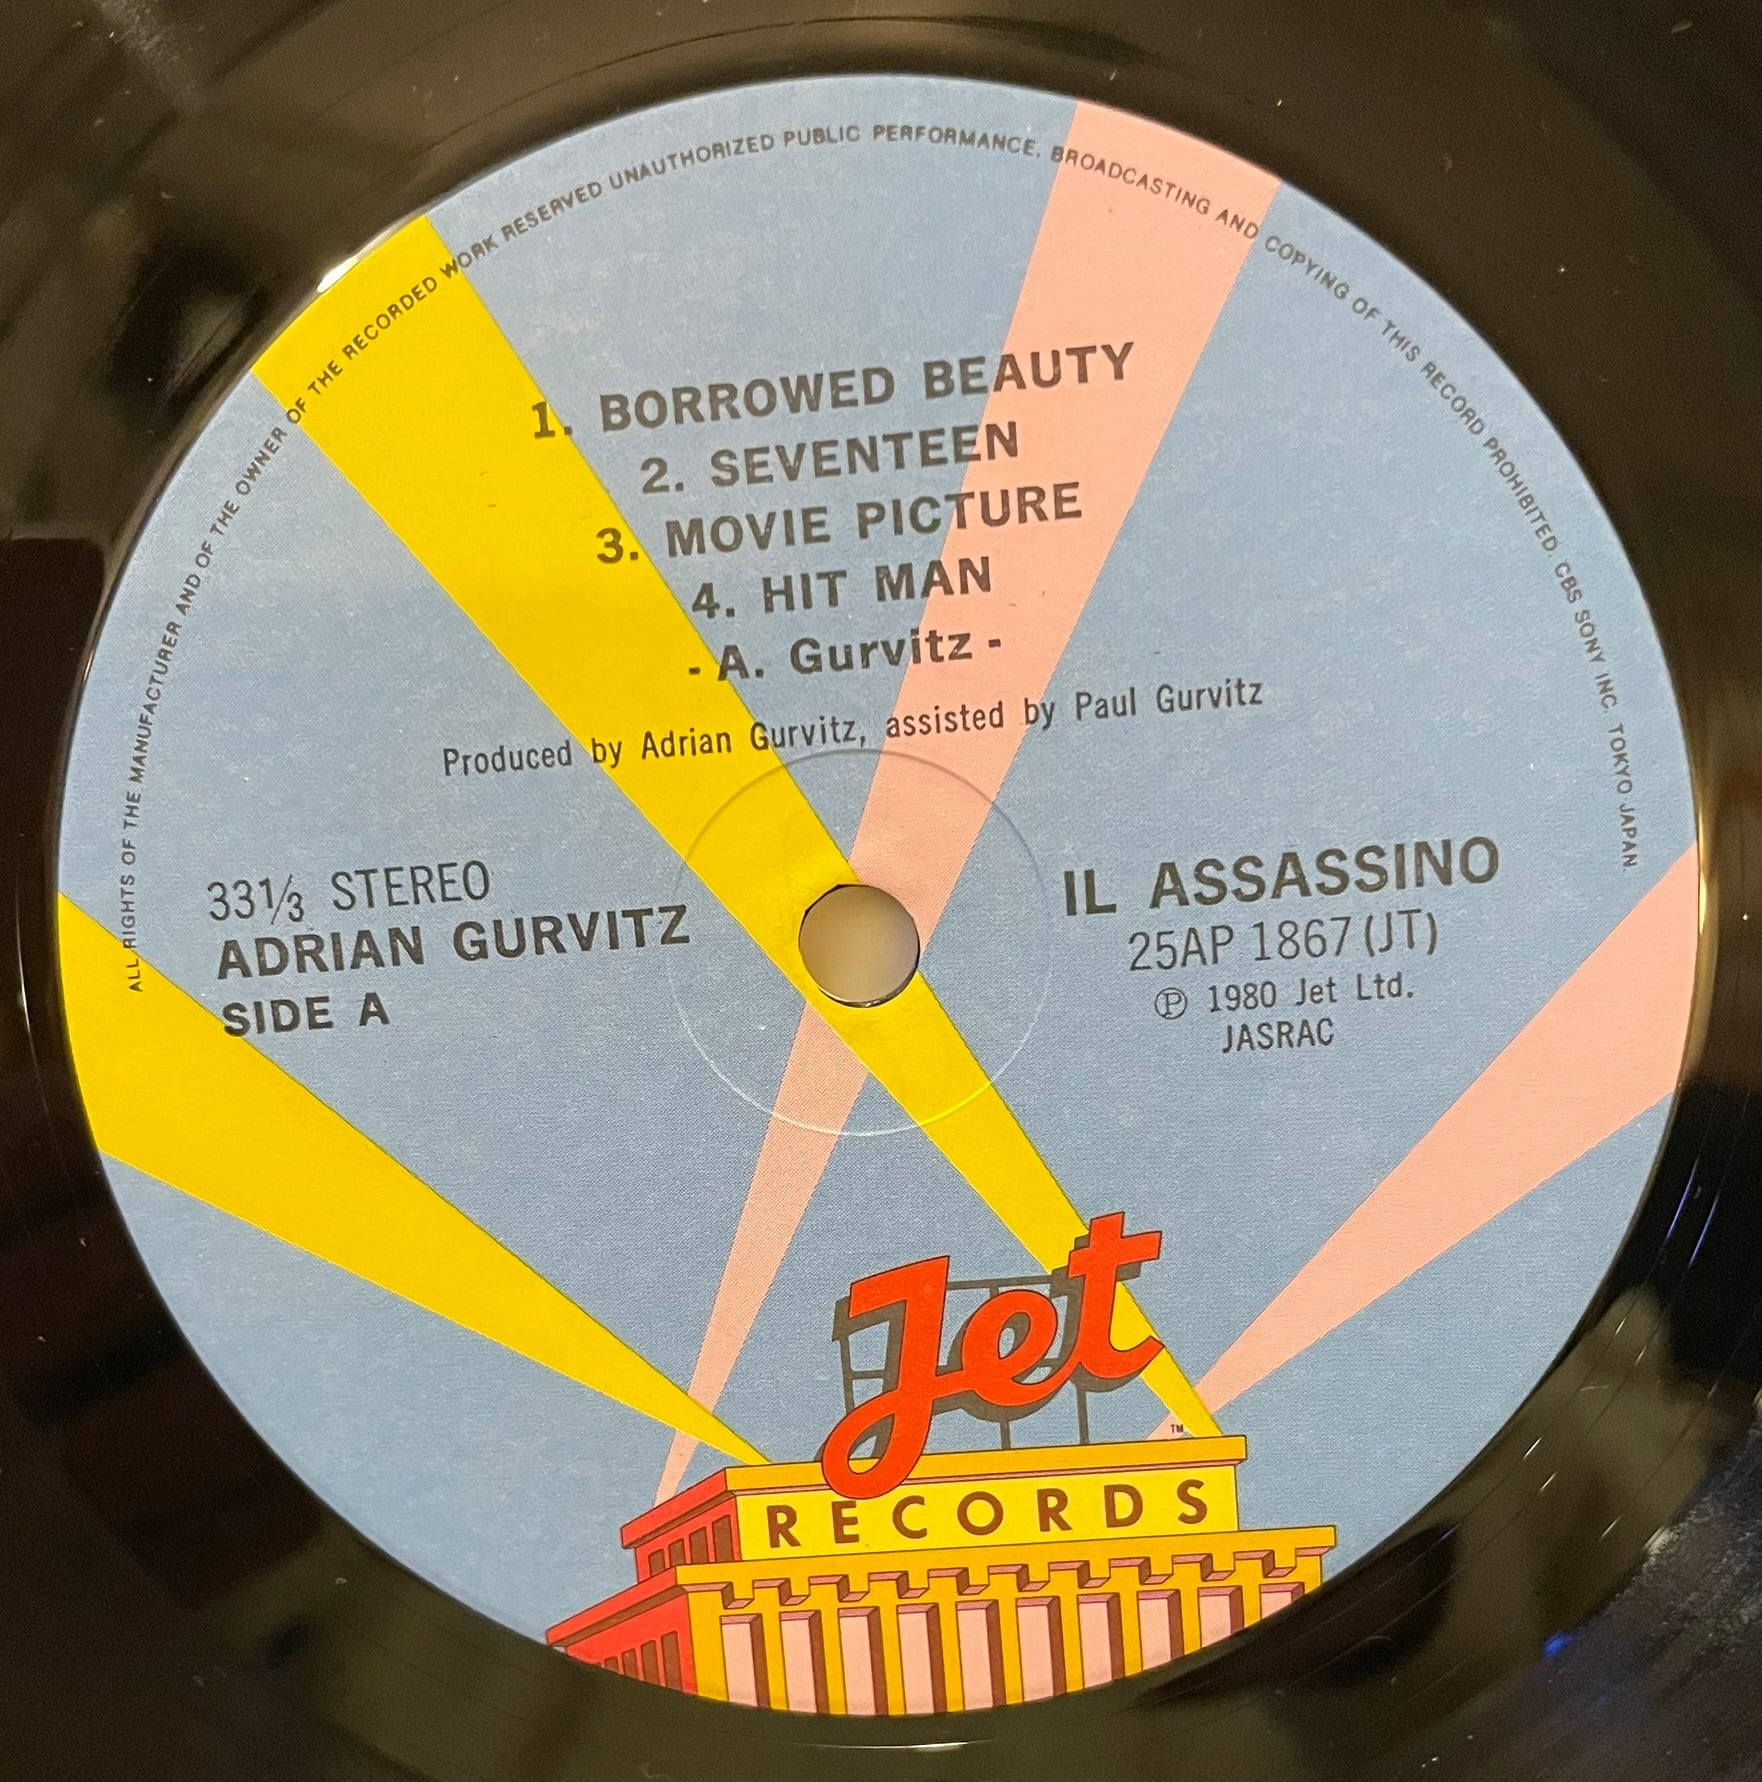 ALL RIGHTS OF THE MANUFACTURER AND OF THE OWNER OF THE RECORDED WORK RESERVED UNAUTHORIZED PUBLIC PERFORMANCE, BROADCASTING AND COPYING OF THIS RECORD PROHIBITED. CBS SONY INC. TOKYO JAPAN.
1. BORROWED BEAUTY
2. SEVENTEEN
3. MOVIE PICTURE
4. HIT MAN
- A. Gurvitz -
Produced by Adrian Gurvitz, assisted by Paul Gurvitz
33⅓ STEREO
ADRIAN GURVITZ
SIDE A
IL ASSASSINO
25AP 1867 (JT)
Ⓟ 1980 Jet Ltd.
JASRAC
Jet
TM
RECORDS